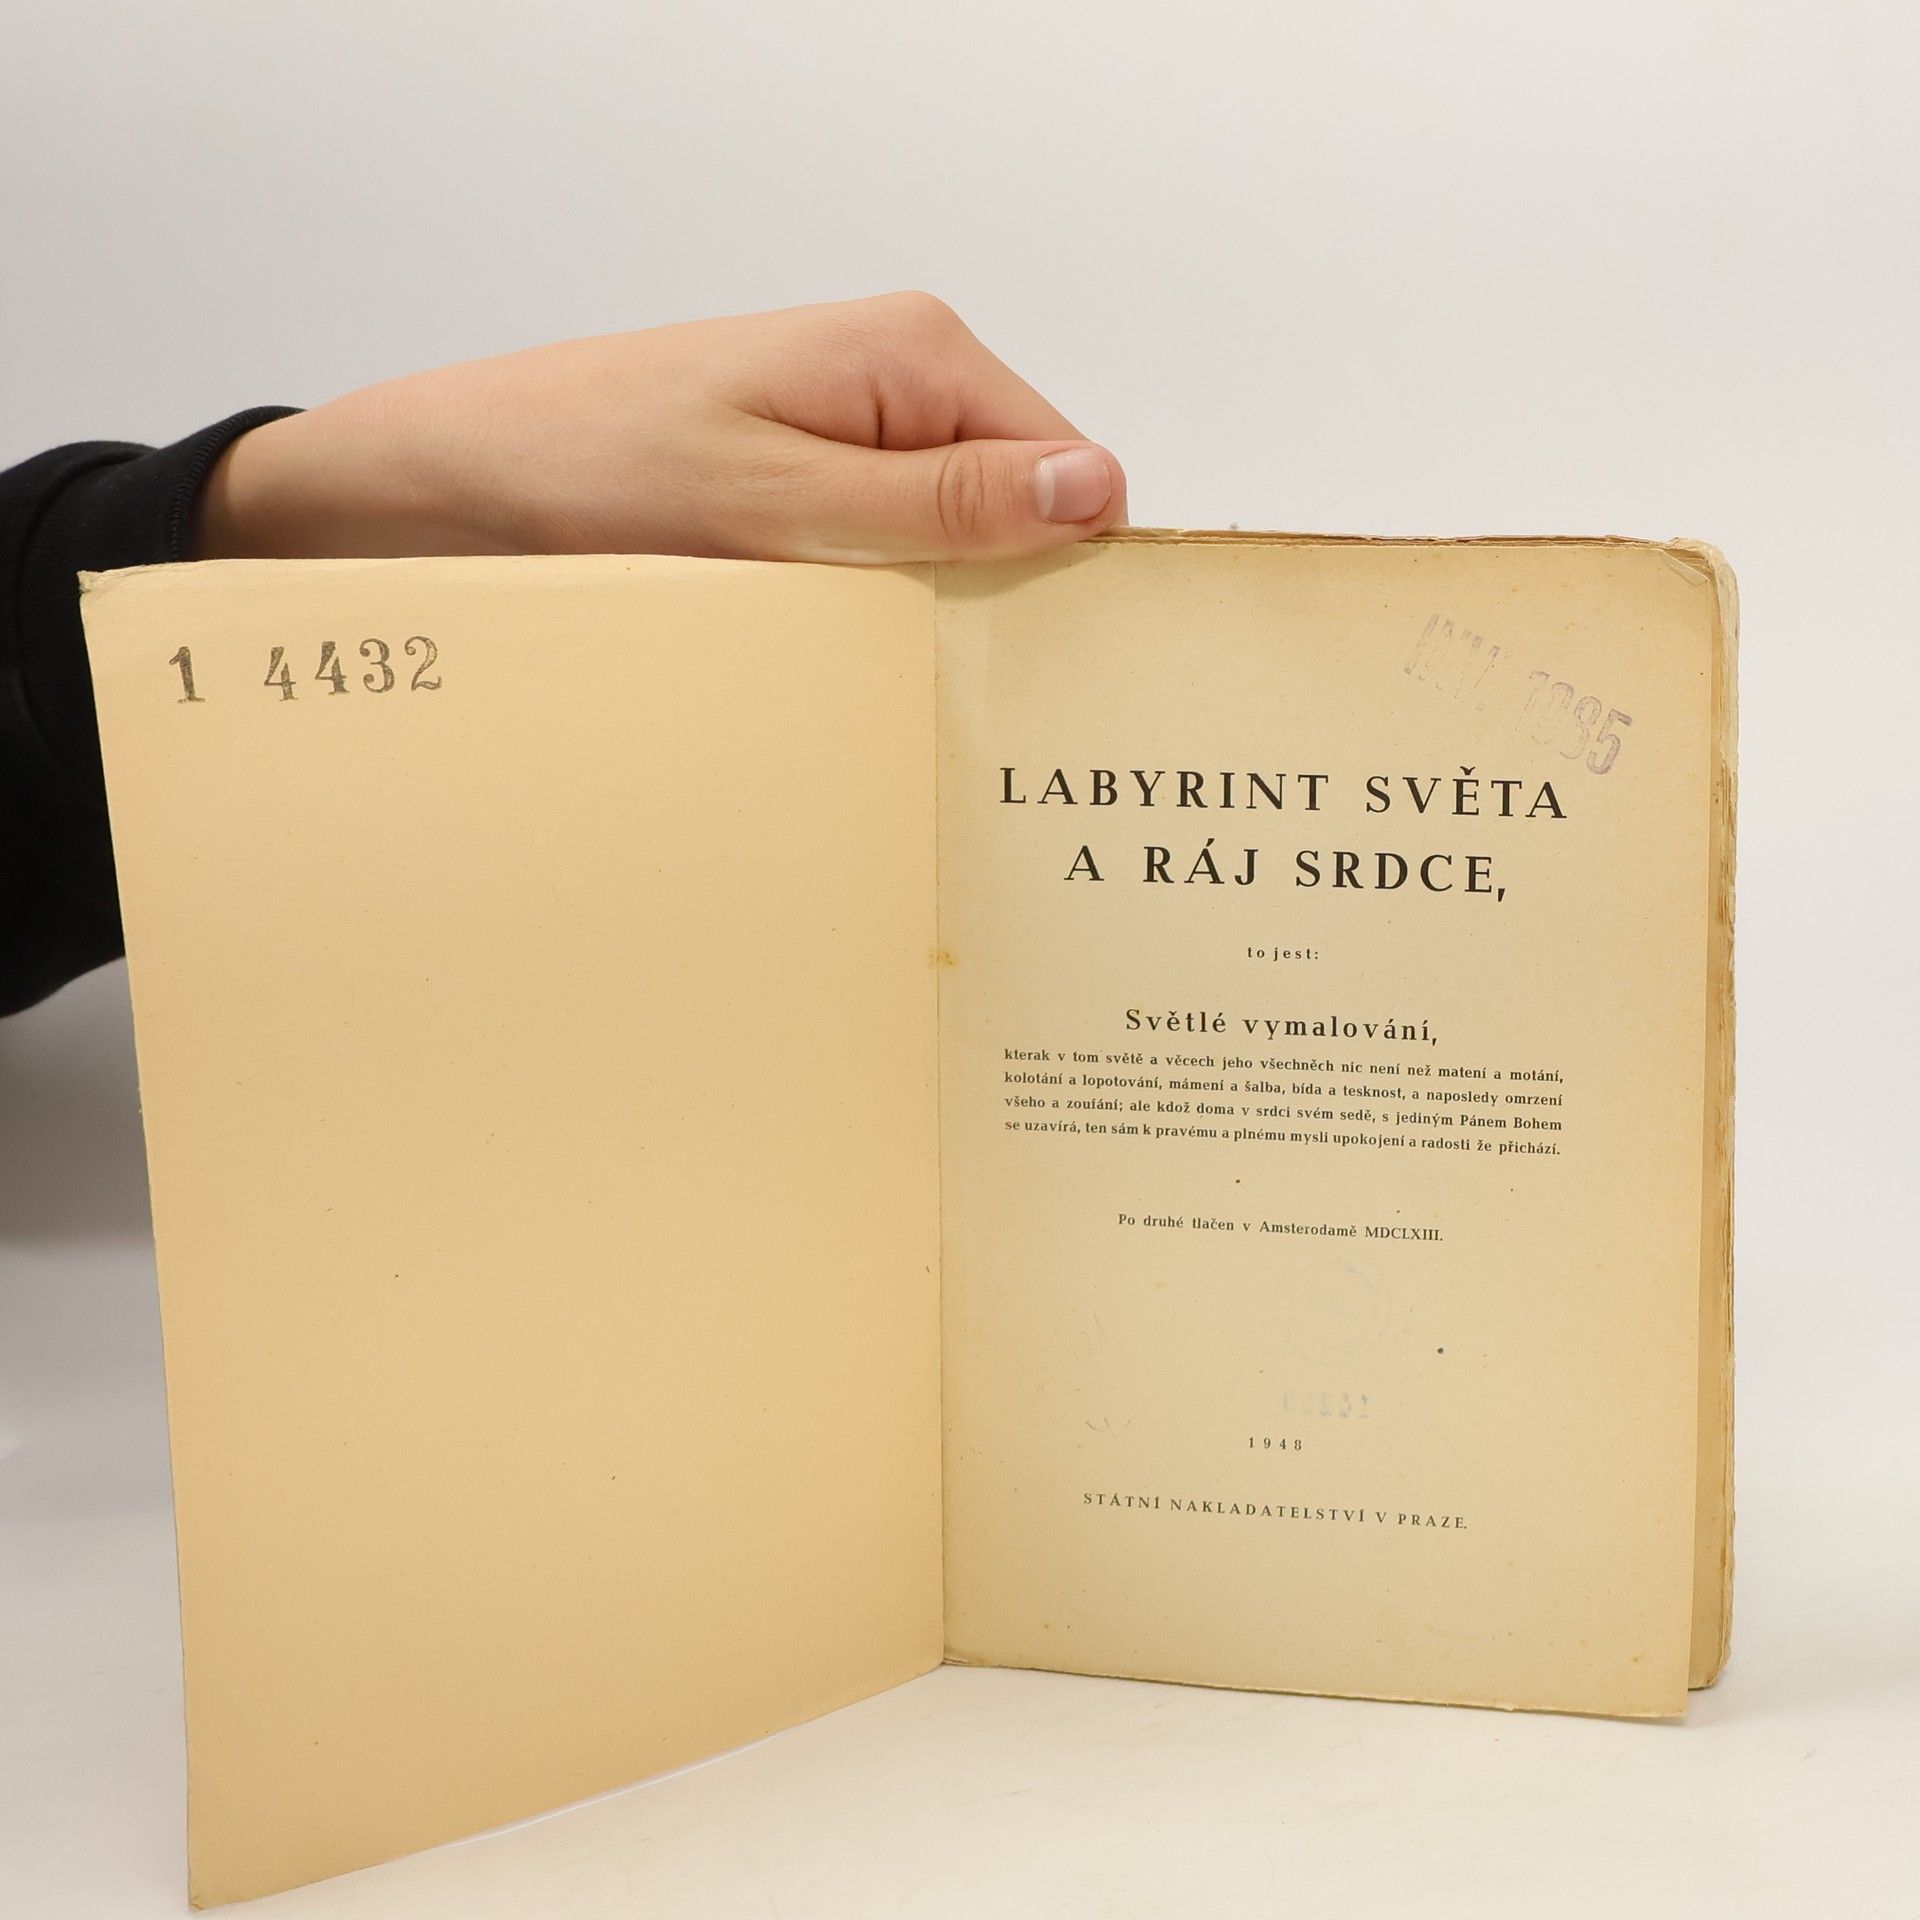 1 4432
INV. 1985
LABYRINT SVĚTA
A RÁJ SRDCE,
to jest:
Světlé vymalování,
kterak v tom světě a věcech jeho všechněch nic není než matení a motání,
kolotání a lopotování, mámení a šalba, bída a tesknost, a naposledy omrzení
všeho a zoufání; ale kdož doma v srdci svém sedě, s jediným Pánem Bohem
se uzavírá, ten sám k pravému a plnému mysli upokojení a radosti že přichází.
Po druhé tlačen v Amsterodamě MDCLXIII.
1948
STÁTNÍ NAKLADATELSTVÍ V PRAZE.